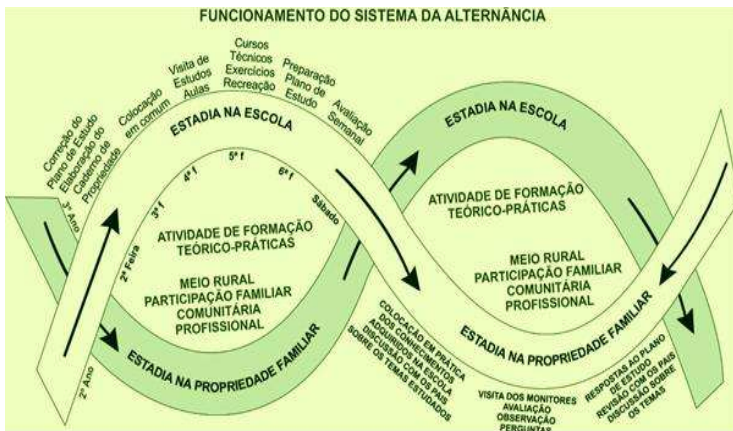 FUNCIONAMENTO DO SISTEMA DA ALTERNÂNCIA
Correção do
Plano de Estudo
Elaboração do
Caderno de
Propriedade
Colocação
em comum
Visita de
Estudos
Aulas
Cursos
Técnicos
Exercícios
Recreação
Preparação
Plano de
Estudo
Avaliação
Semanal
ESTADIA NA ESCOLA
2ª Feira
3ª f
4ª f
5ª f
6ª f
Sábado
3º Ano
2º Ano
ATIVIDADE DE FORMAÇÃO
TEÓRICO-PRÁTICAS
MEIO RURAL
PARTICIPAÇÃO FAMILIAR
COMUNITÁRIA
PROFISSIONAL
ESTADIA NA PROPRIEDADE FAMILIAR
ESTADIA NA ESCOLA
ATIVIDADE DE FORMAÇÃO
TEÓRICO-PRÁTICAS
MEIO RURAL
PARTICIPAÇÃO FAMILIAR
COMUNITÁRIA
PROFISSIONAL
ESTADIA NA PROPRIEDADE FAMILIAR
COLOCAÇÃO EM PRÁTICA
DOS CONHECIMENTOS
ADQUIRIDOS NA ESCOLA
DISCUSSÃO COM OS PAIS
SOBRE OS TEMAS ESTUDADOS
VISITA DOS MONITORES
AVALIAÇÃO
OBSERVAÇÃO
PERGUNTAS
RESPOSTAS AO PLANO
DE ESTUDO
REVISÃO COM OS PAIS
DISCUSSÃO SOBRE
OS TEMAS